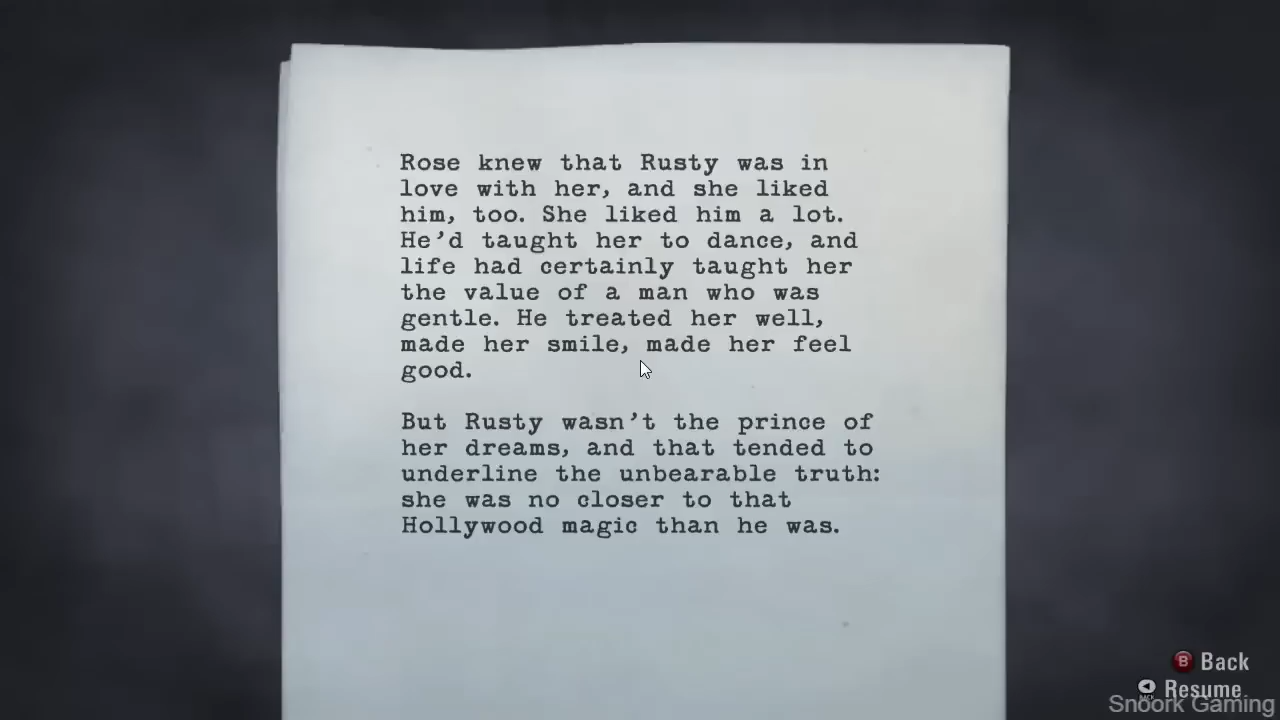 Rose knew that Rusty was in
love with her, and she liked
him, too. She liked him a lot.
He’d taught her to dance, and
life had certainly taught her
the value of a man who was
gentle. He treated her well,
made her smile, made her feel
good.
But Rusty wasn’t the prince of
her dreams, and that tended to
underline the unbearable truth:
she was no closer to that
Hollywood magic than he was.
B Back
Resume
Snoork Gaming